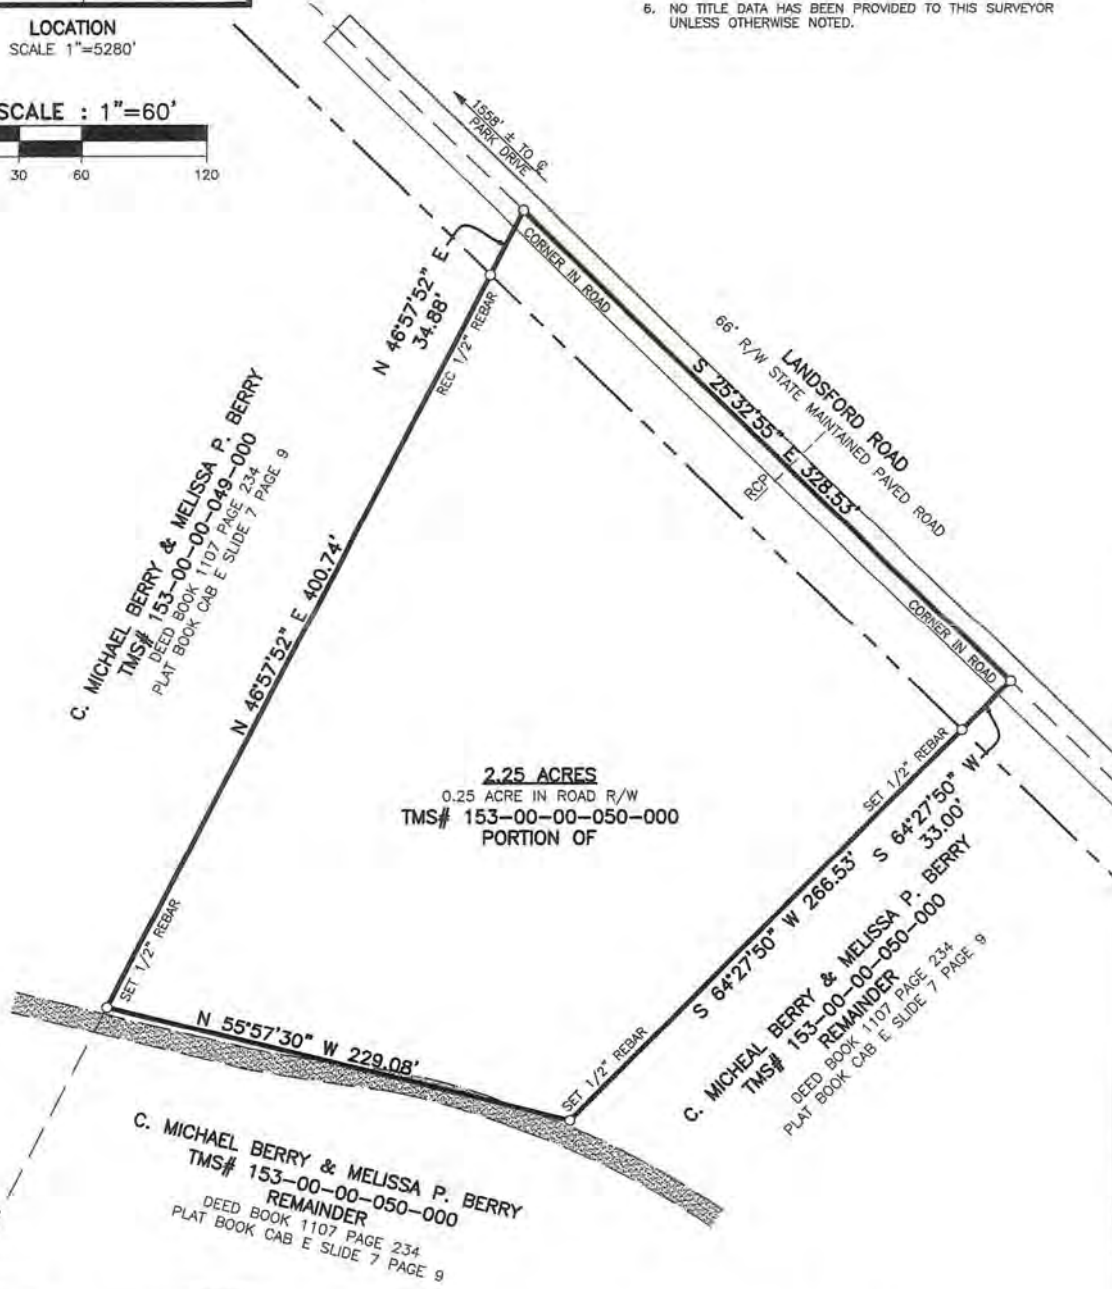 LOCATION
SCALE 1"=5280'
SCALE : 1"=60'
30 60 120
6. NO TITLE DATA HAS BEEN PROVIDED TO THIS SURVEYOR
UNLESS OTHERWISE NOTED.
1558' ± TO ℄
PARK DRIVE
N 46°57'52" E
34.88'
REC 1/2" REBAR
CORNER IN ROAD
66' R/W STATE MAINTAINED PAVED ROAD
LANDSFORD ROAD
S 25°32'55" E 328.53'
RCP
CORNER IN ROAD
C. MICHAEL BERRY & MELISSA P. BERRY
TMS# 153-00-00-049-000
DEED BOOK 1107 PAGE 234
PLAT BOOK CAB E SLIDE 7 PAGE 9
N 46°57'52" E 400.74'
2.25 ACRES
0.25 ACRE IN ROAD R/W
TMS# 153-00-00-050-000
PORTION OF
SET 1/2" REBAR
S 64°27'50" W
33.00'
S 64°27'50" W 266.53'
C. MICHEAL BERRY & MELISSA P. BERRY
TMS# 153-00-00-050-000
REMAINDER
DEED BOOK 1107 PAGE 234
PLAT BOOK CAB E SLIDE 7 PAGE 9
SET 1/2" REBAR
SET 1/2" REBAR
N 55°57'30" W 229.08'
C. MICHAEL BERRY & MELISSA P. BERRY
TMS# 153-00-00-050-000
REMAINDER
DEED BOOK 1107 PAGE 234
PLAT BOOK CAB E SLIDE 7 PAGE 9